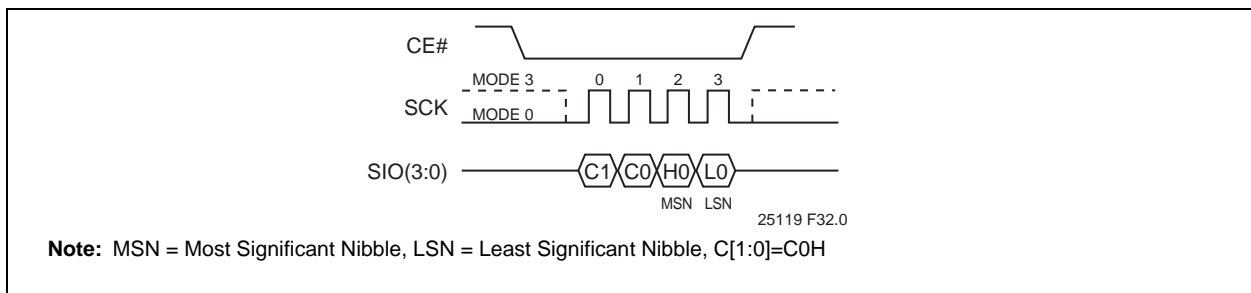 CE#
MODE 3 0 1 2 3
SCK
MODE 0
SIO(3:0) C1 C0 H0 L0
MSN LSN
25119 F32.0
Note: MSN = Most Significant Nibble, LSN = Least Significant Nibble, C[1:0]=C0H